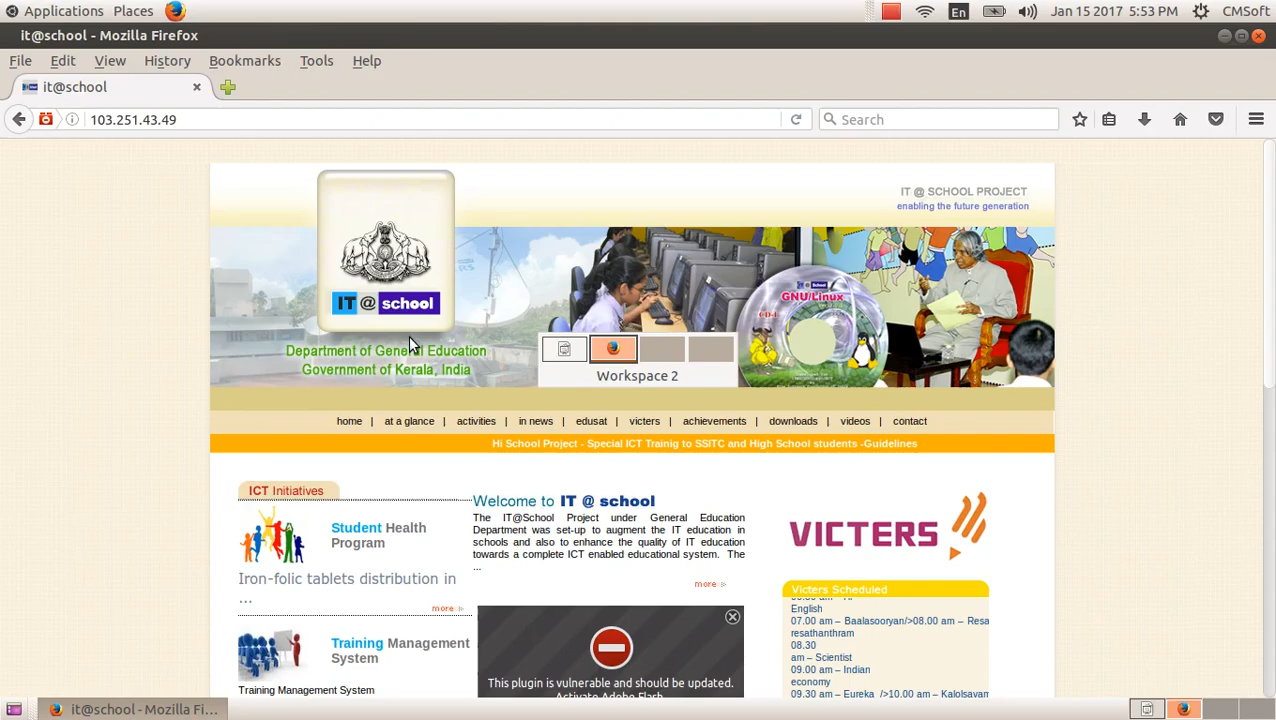 Applications Places En Jan 15 2017 5:53 PM CMSoft
it@school - Mozilla Firefox
File Edit View History Bookmarks Tools Help
it@school
103.251.43.49 Search
IT @ SCHOOL PROJECT
enabling the future generation
IT @ school
GNU/Linux
CD-1
Department of General Education
Government of Kerala, India
Workspace 2
home | at a glance | activities | in news | edusat | victers | achievements | downloads | videos | contact
Hi School Project - Special ICT Trainig to SSITC and High School students -Guidelines
ICT Initiatives
Student Health
Program
Iron-folic tablets distribution in
...
more
Training Management
System
Training Management System
Welcome to IT @ school
The IT@School Project under General Education
Department was set-up to augment the IT education in
schools and also to enhance the quality of IT education
towards a complete ICT enabled educational system. The
...
more
This plugin is vulnerable and should be updated.
Activate Adobe Flash
VICTERS
Victers Scheduled
English
07.00 am – Baalasooryan/>08.00 am – Resa
resathanthram
08.30
am – Scientist
09.00 am – Indian
economy
09.30 am – Eureka />10.00 am – Kalolsavam
it@school - Mozilla Fi...